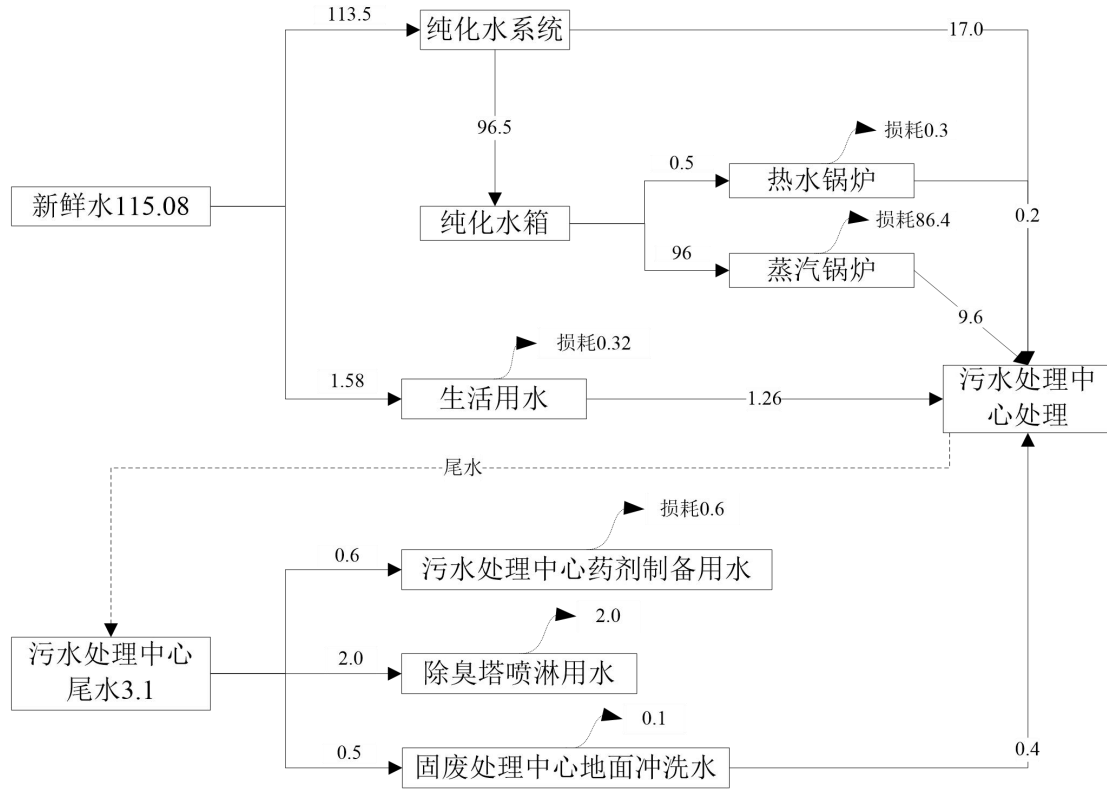 113.5
纯化水系统
17.0
96.5
损耗0.3
0.5
热水锅炉
新鲜水115.08
纯化水箱
0.2
损耗86.4
96
蒸汽锅炉
9.6
损耗0.32
1.58
生活用水
1.26
污水处理中
心处理
尾水
损耗0.6
0.6
污水处理中心药剂制备用水
2.0
污水处理中心
尾水3.1
2.0
除臭塔喷淋用水
0.1
0.5
固废处理中心地面冲洗水
0.4